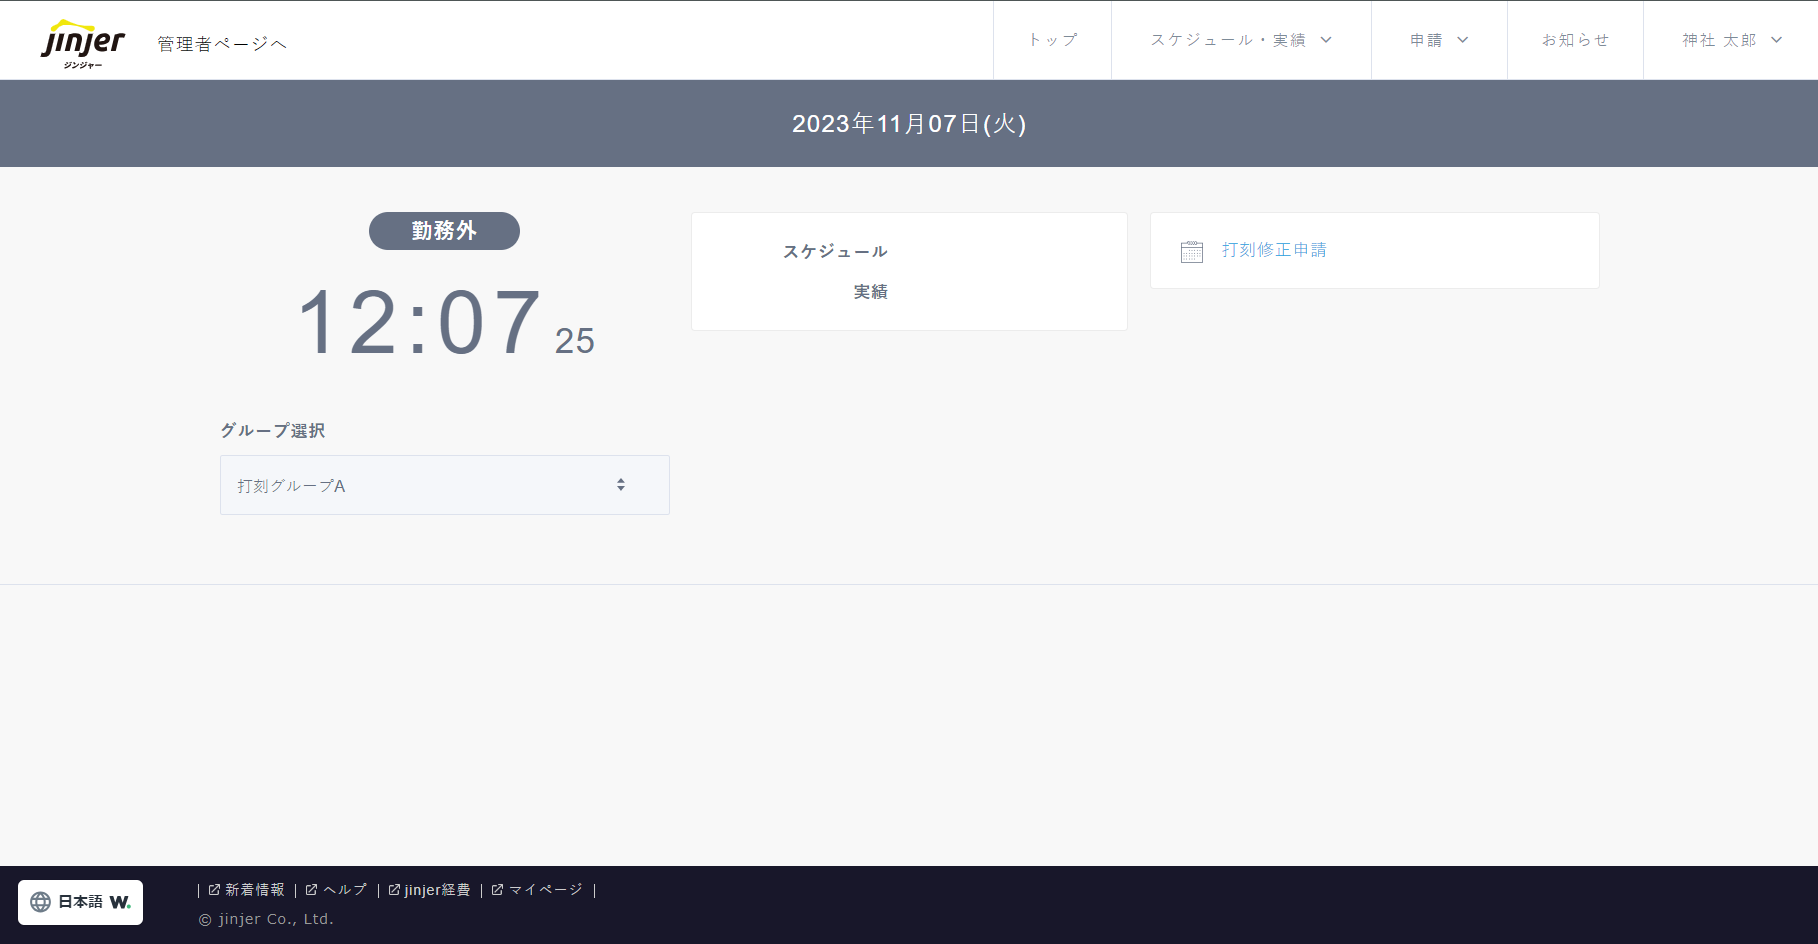 jinjer
ジンジャー
管理者ページへ
トップ
スケジュール・実績
申請
お知らせ
神社 太郎
2023年11月07日(火)
勤務外
12:07 25
スケジュール
実績
打刻修正申請
グループ選択
打刻グループA
日本語 W.
| 新着情報 | ヘルプ | jinjer経費 | マイページ |
© jinjer Co., Ltd.